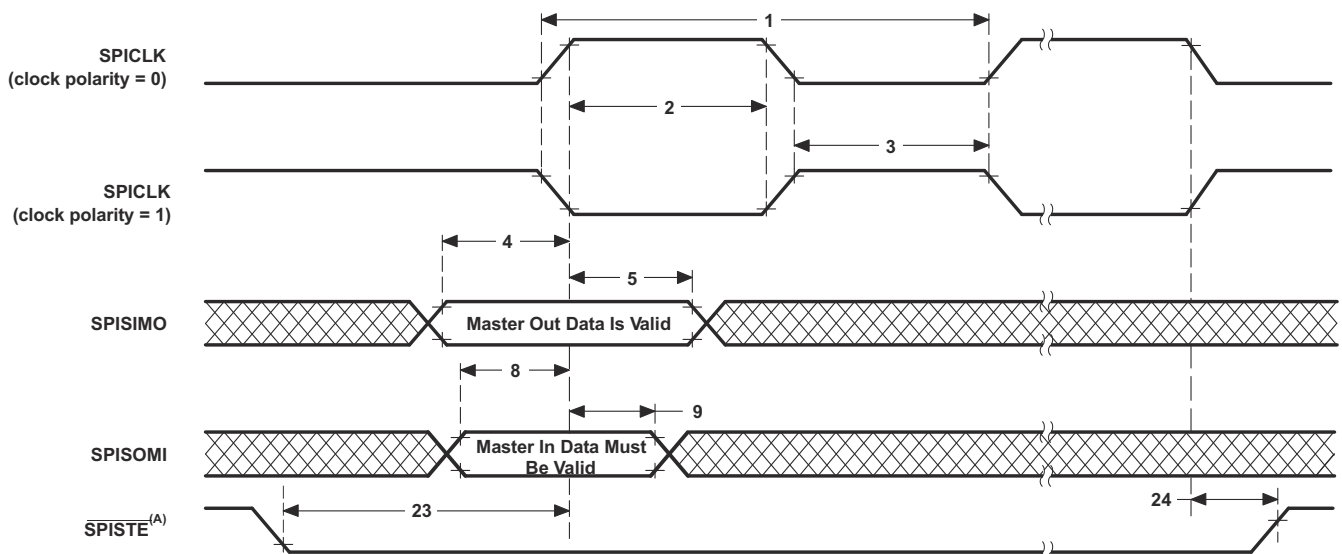 1
SPICLK
(clock polarity = 0)
2
3
SPICLK
(clock polarity = 1)
4
5
SPISIMO
Master Out Data Is Valid
8
9
SPISOMI
Master In Data Must
Be Valid
23
24
SPISTE(A)